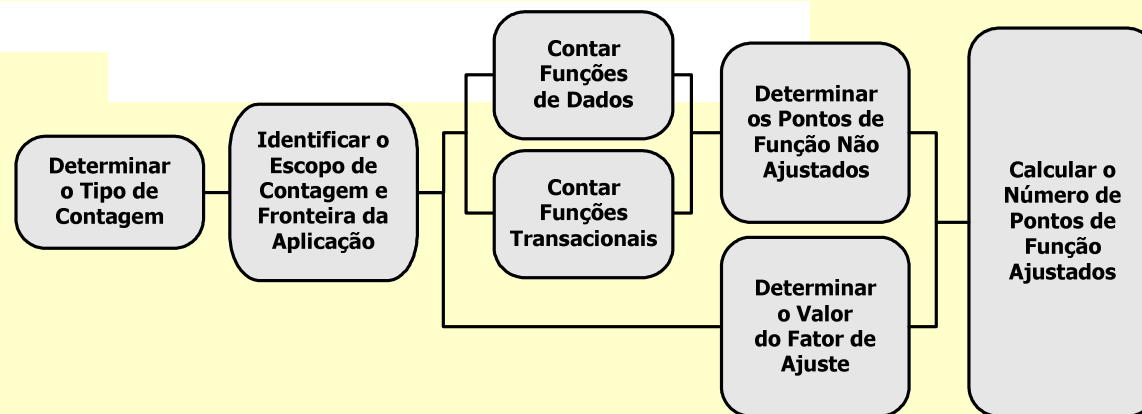 Determinar
o Tipo de
Contagem
Identificar o
Escopo de
Contagem e
Fronteira da
Aplicação
Contar
Funções
de Dados
Contar
Funções
Transacionais
Determinar
os Pontos de
Função Não
Ajustados
Determinar
o Valor
do Fator de
Ajuste
Calcular o
Número de
Pontos de
Função
Ajustados